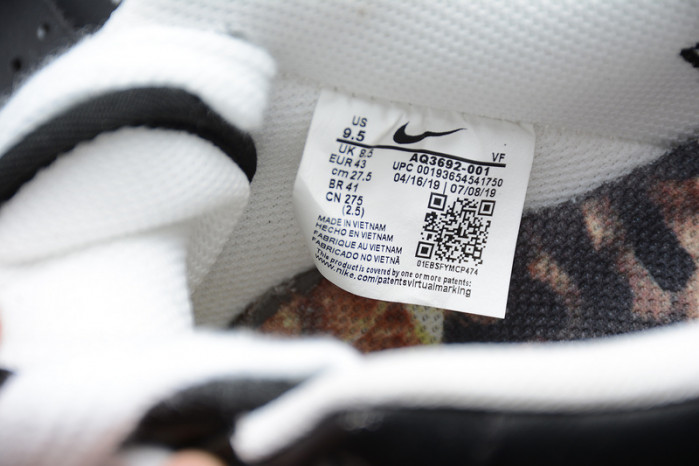 US
9.5
VF
UK 8.5
AQ3692-001
EUR 43
UPC 00193654541750
cm 27.5
04/16/19 | 07/08/19
BR 41
CN 275
(2.5)
MADE IN VIETNAM
HECHO EN VIETNAM
FABRIQUE AU VIETNAM
FABRICADO NO VIETNÃ
01EBSFYMCP474
This product is covered by one or more patents:
www.nike.com/patentsvirtualmarking